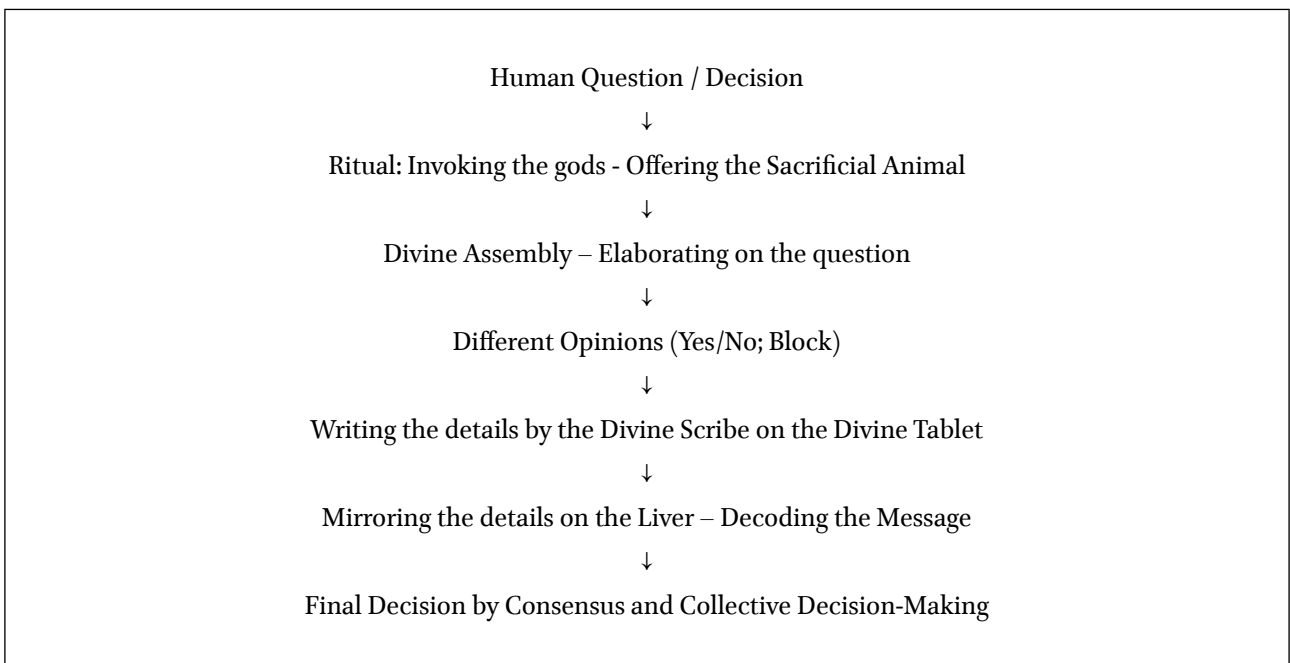 Human Question / Decision
↓
Ritual: Invoking the gods - Offering the Sacrificial Animal
↓
Divine Assembly – Elaborating on the question
↓
Different Opinions (Yes/No; Block)
↓
Writing the details by the Divine Scribe on the Divine Tablet
↓
Mirroring the details on the Liver – Decoding the Message
↓
Final Decision by Consensus and Collective Decision-Making